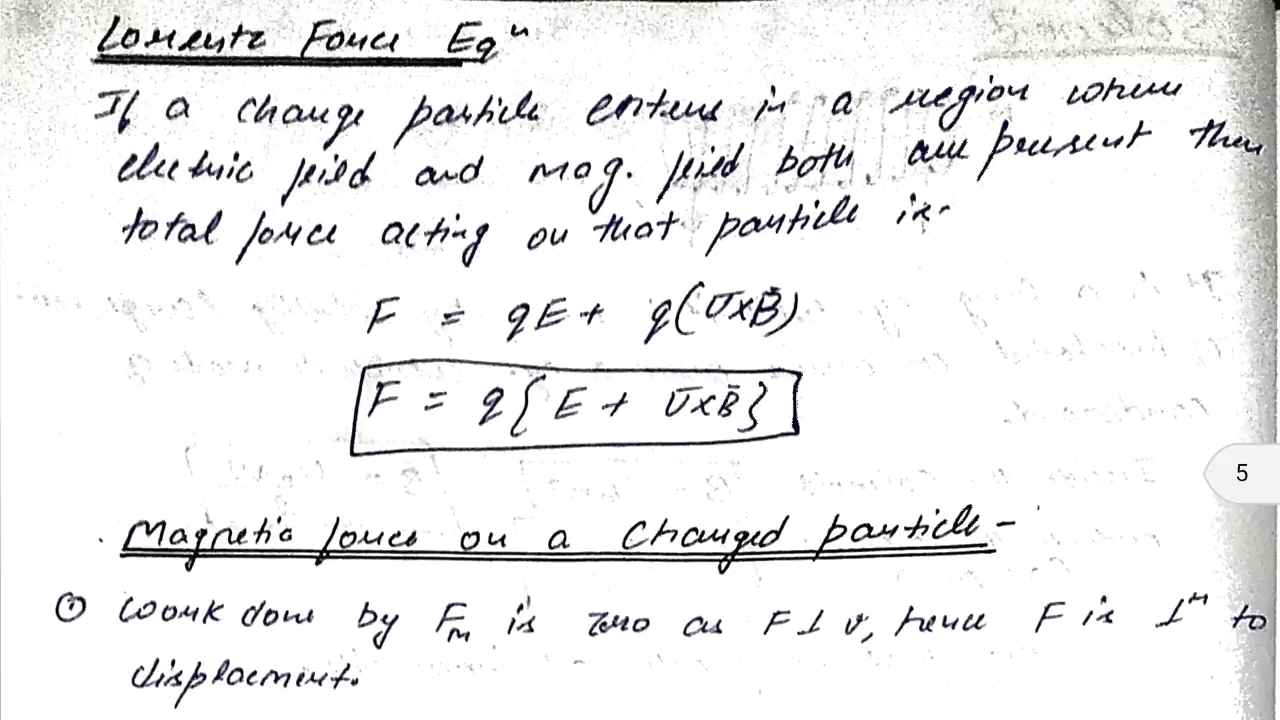 Lorentz Force Eqⁿ
If a charge particle enters in a region where
electric field and mag. field both are present then
total force acting on that particle is-
F = qE + q(v̄×B̄)
F = q{ E + v̄×B̄}
5
Magnetic force on a Charged particle -
① work done by Fₘ is zero as F⊥v, hence F is ⊥ʳ to
displacement.